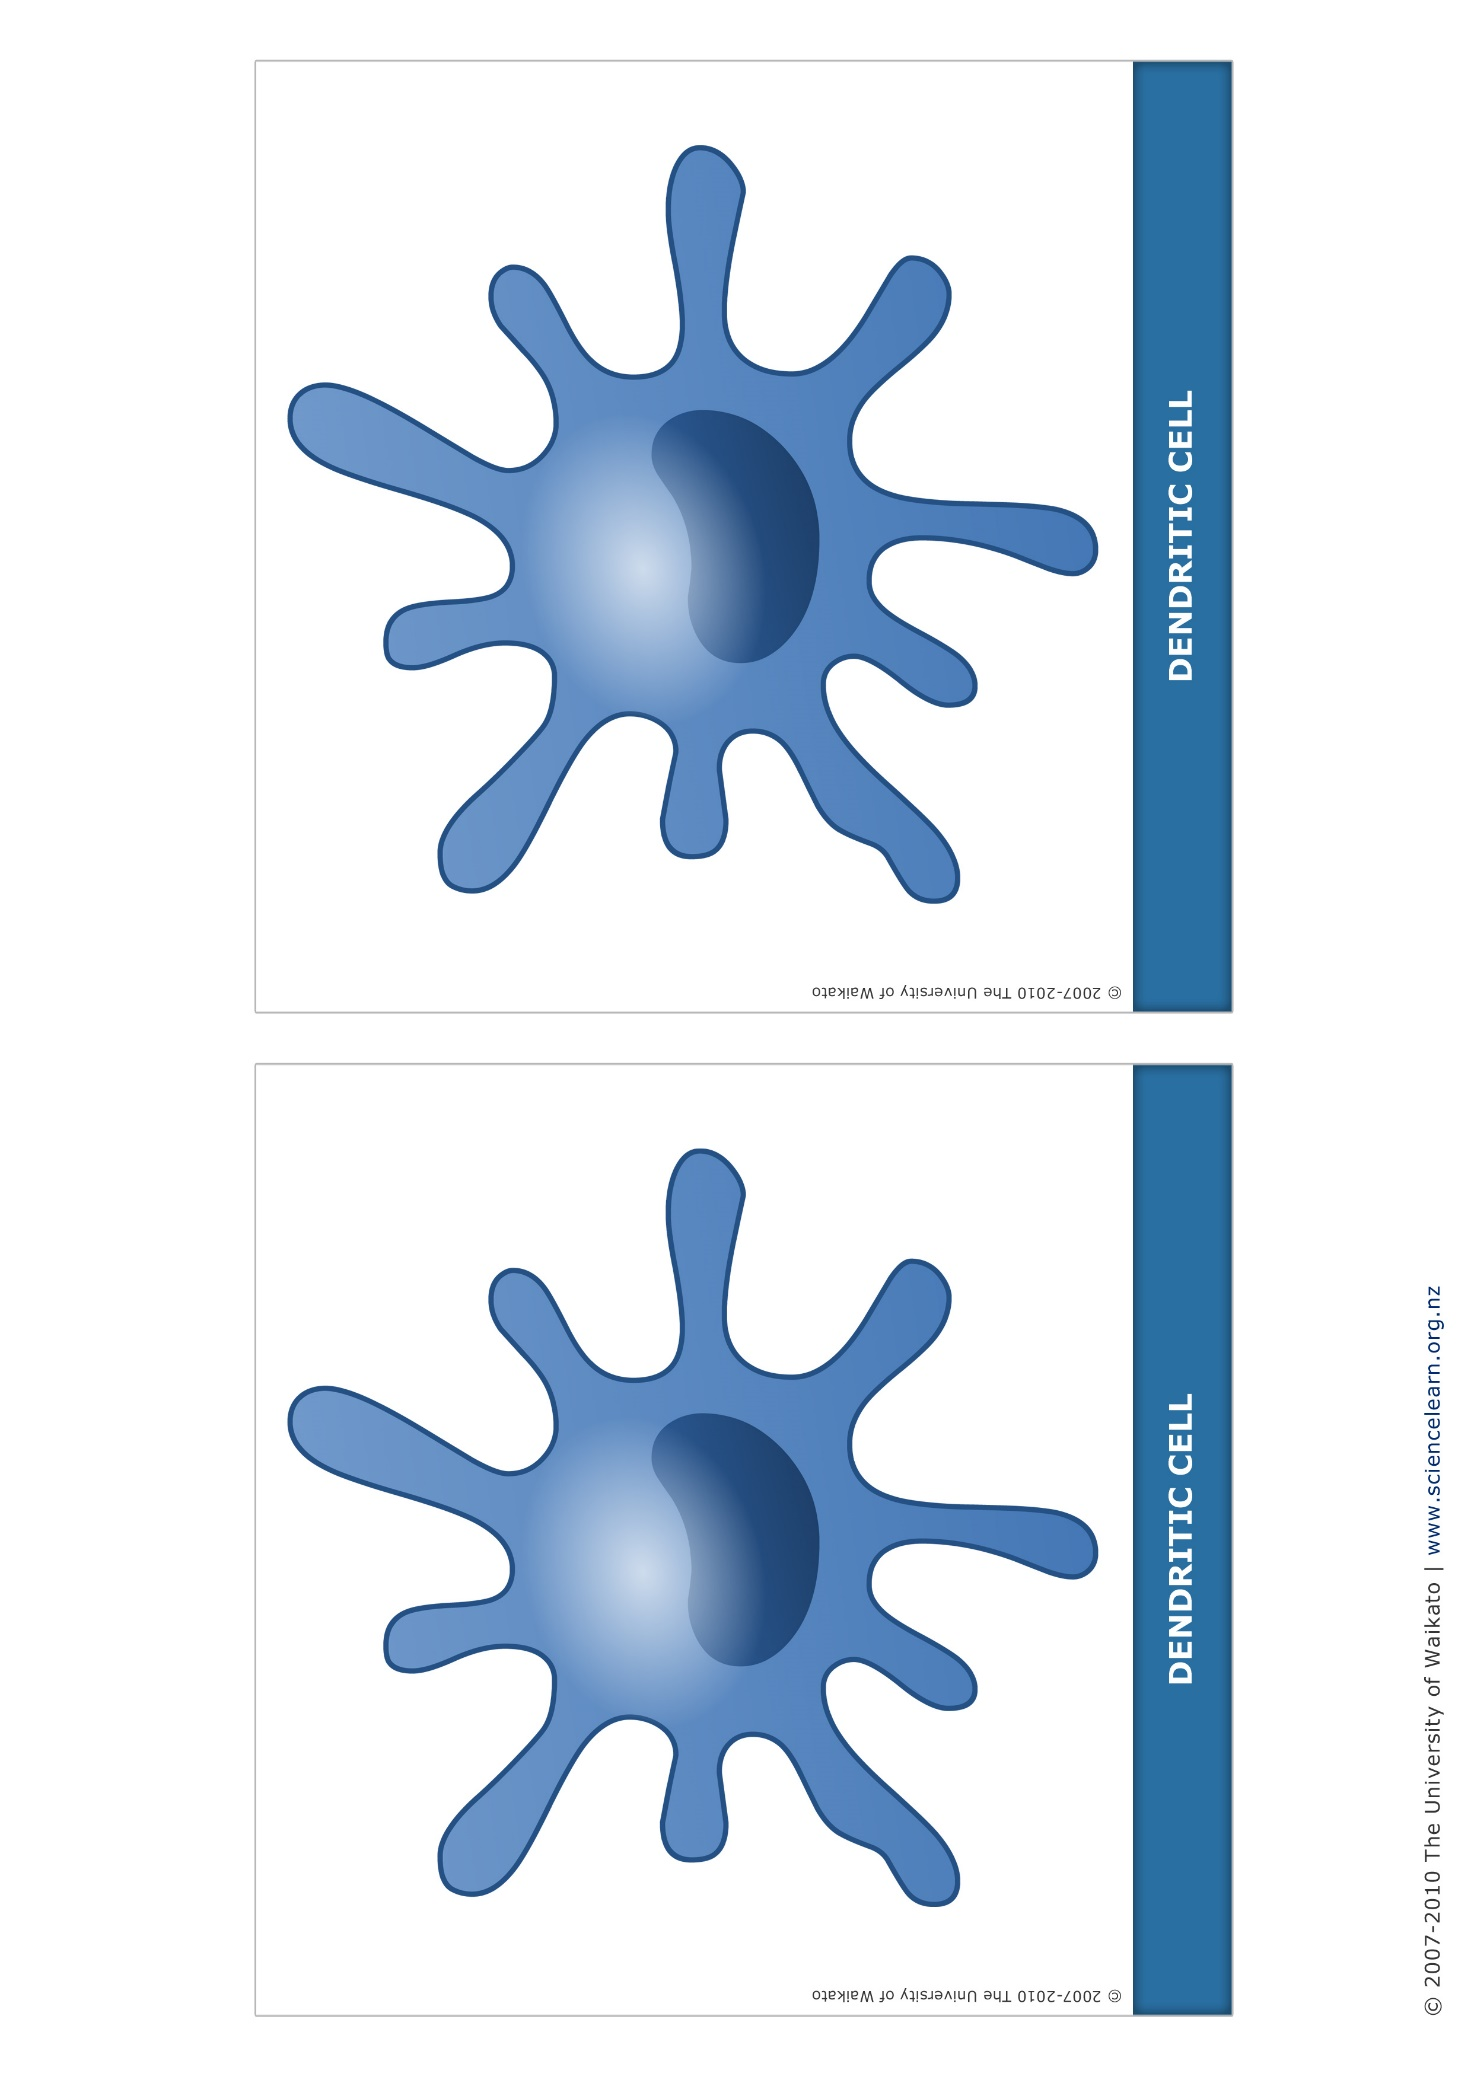 DENDRITIC CELL
© 2007-2010 The University of Waikato
DENDRITIC CELL
© 2007-2010 The University of Waikato
© 2007-2010 The University of Waikato | www.sciencelearn.org.nz